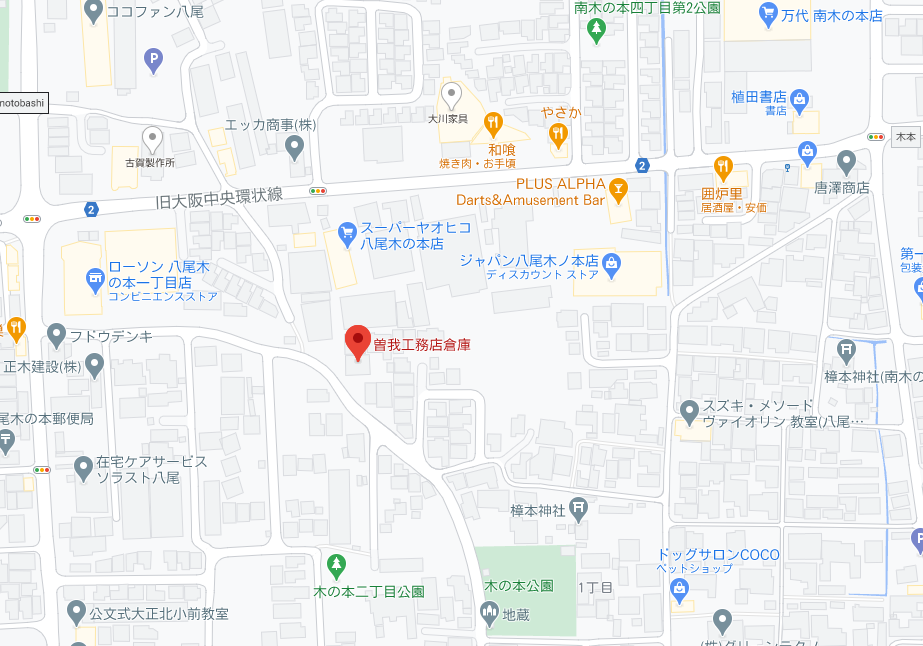 ココファン八尾
南木の本四丁目第2公園
万代 南木の本店
P
notobashi
植田書店
書店
エッカ商事(株)
大川家具
やさか
和喰
焼き肉・お手頃
古賀製作所
木本
2
旧大阪中央環状線
2
PLUS ALPHA
Darts&Amusement Bar
囲炉里
居酒屋・安価
唐澤商店
スーパーヤオヒコ
八尾木の本店
ジャパン八尾木ノ本店
ディスカウント ストア
第一
包装
ローソン 八尾木
の本一丁目店
コンビニエンスストア
フドウデンキ
曽我工務店倉庫
正木建設(株)
樟本神社(南木の
尾木の本郵便局
スズキ・メソード
ヴァイオリン 教室(八尾…
在宅ケアサービス
ソラスト八尾
樟本神社
P
木の本二丁目公園
木の本公園
1丁目
ドッグサロンCOCO
ペットショップ
公文式大正北小前教室
地蔵